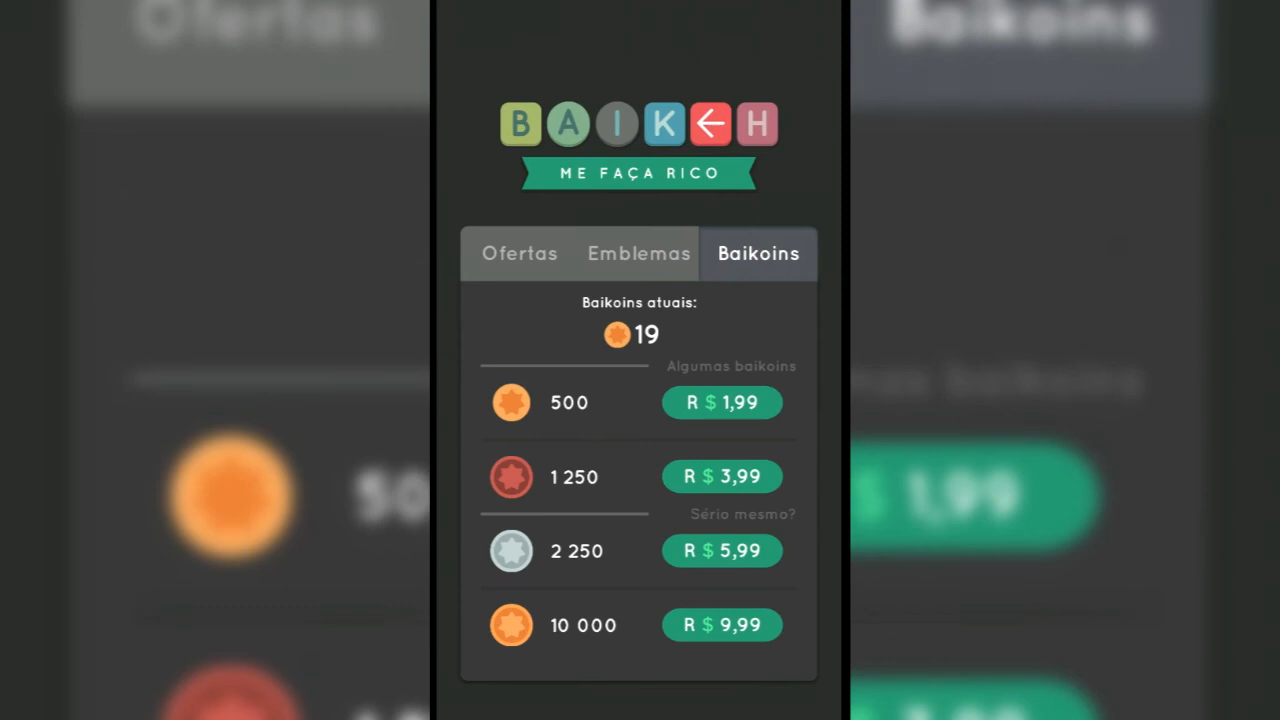 B A I K ← H
ME FAÇA RICO
Ofertas Emblemas Baikoins
Baikoins atuais:
19
Algumas baikoins
500 R $ 1,99
1 250 R $ 3,99
Sério mesmo?
2 250 R $ 5,99
10 000 R $ 9,99